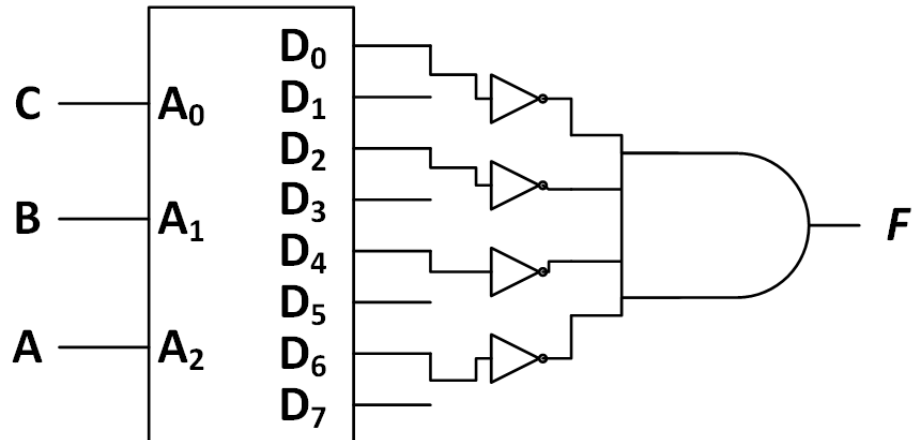 C
B
A
A₀
A₁
A₂
D₀
D₁
D₂
D₃
D₄
D₅
D₆
D₇
F